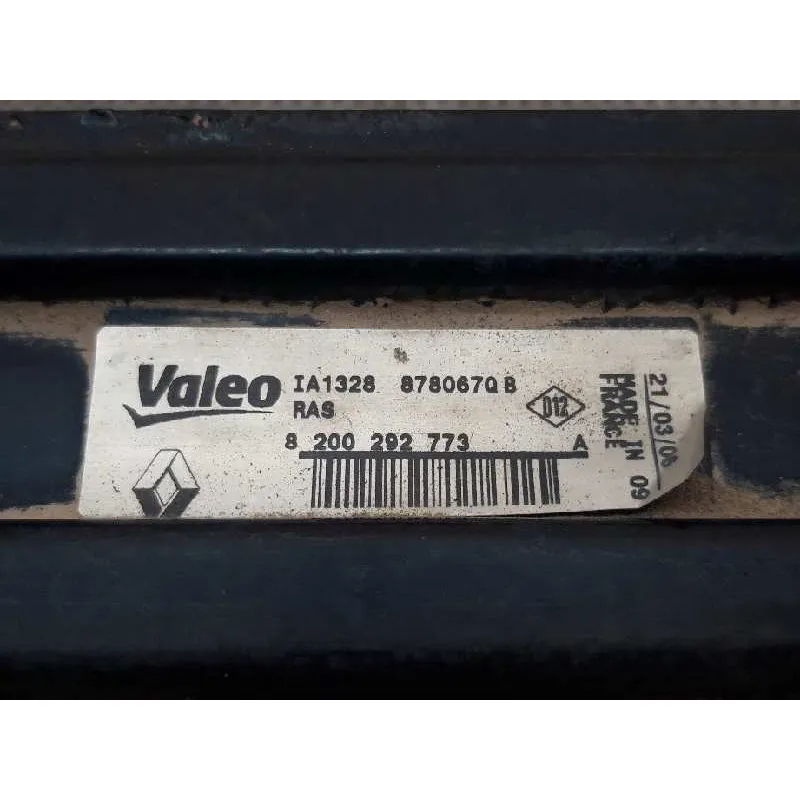 Valeo
IA1328 878067Q B
RAS
D12
8 200 292 773 A
MADE IN
FRANCE
21/03/06
09